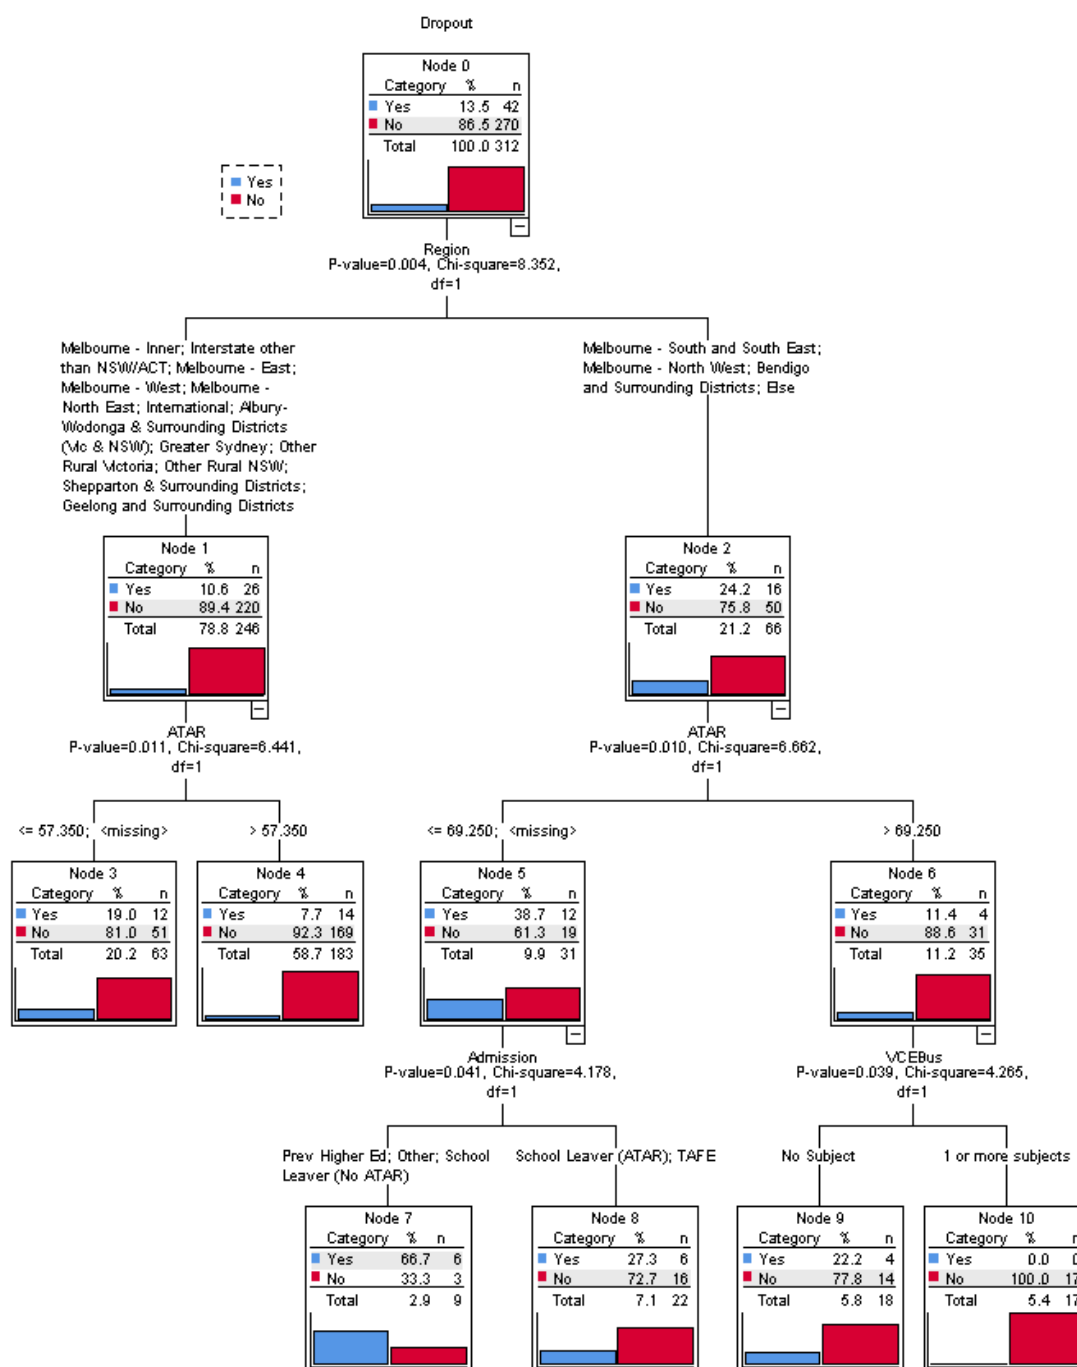 Dropout
Node 0
Category % n
Yes 13.5 42
No 86.5 270
Total 100.0 312
Yes
No
Region
P-value=0.004, Chi-square=8.352,
df=1
Melbourne - Inner; Interstate other
than NSW/ACT; Melbourne - East;
Melbourne - West; Melbourne -
North East; International; Albury-
Wodonga & Surrounding Districts
(Vic & NSW); Greater Sydney; Other
Rural Victoria; Other Rural NSW;
Shepparton & Surrounding Districts;
Geelong and Surrounding Districts
Melbourne - South and South East;
Melbourne - North West; Bendigo
and Surrounding Districts; Else
Node 1
Category % n
Yes 10.6 26
No 89.4 220
Total 78.8 246
Node 2
Category % n
Yes 24.2 16
No 75.8 50
Total 21.2 66
ATAR
P-value=0.011, Chi-square=6.441,
df=1
ATAR
P-value=0.010, Chi-square=6.662,
df=1
<= 57.350; <missing>
> 57.350
<= 69.250; <missing>
> 69.250
Node 3
Category % n
Yes 19.0 12
No 81.0 51
Total 20.2 63
Node 4
Category % n
Yes 7.7 14
No 92.3 169
Total 58.7 183
Node 5
Category % n
Yes 38.7 12
No 61.3 19
Total 9.9 31
Node 6
Category % n
Yes 11.4 4
No 88.6 31
Total 11.2 35
Admission
P-value=0.041, Chi-square=4.178,
df=1
VCEBus
P-value=0.039, Chi-square=4.265,
df=1
Prev Higher Ed; Other; School
Leaver (No ATAR)
School Leaver (ATAR); TAFE
No Subject
1 or more subjects
Node 7
Category % n
Yes 66.7 6
No 33.3 3
Total 2.9 9
Node 8
Category % n
Yes 27.3 6
No 72.7 16
Total 7.1 22
Node 9
Category % n
Yes 22.2 4
No 77.8 14
Total 5.8 18
Node 10
Category % n
Yes 0.0 0
No 100.0 17
Total 5.4 17